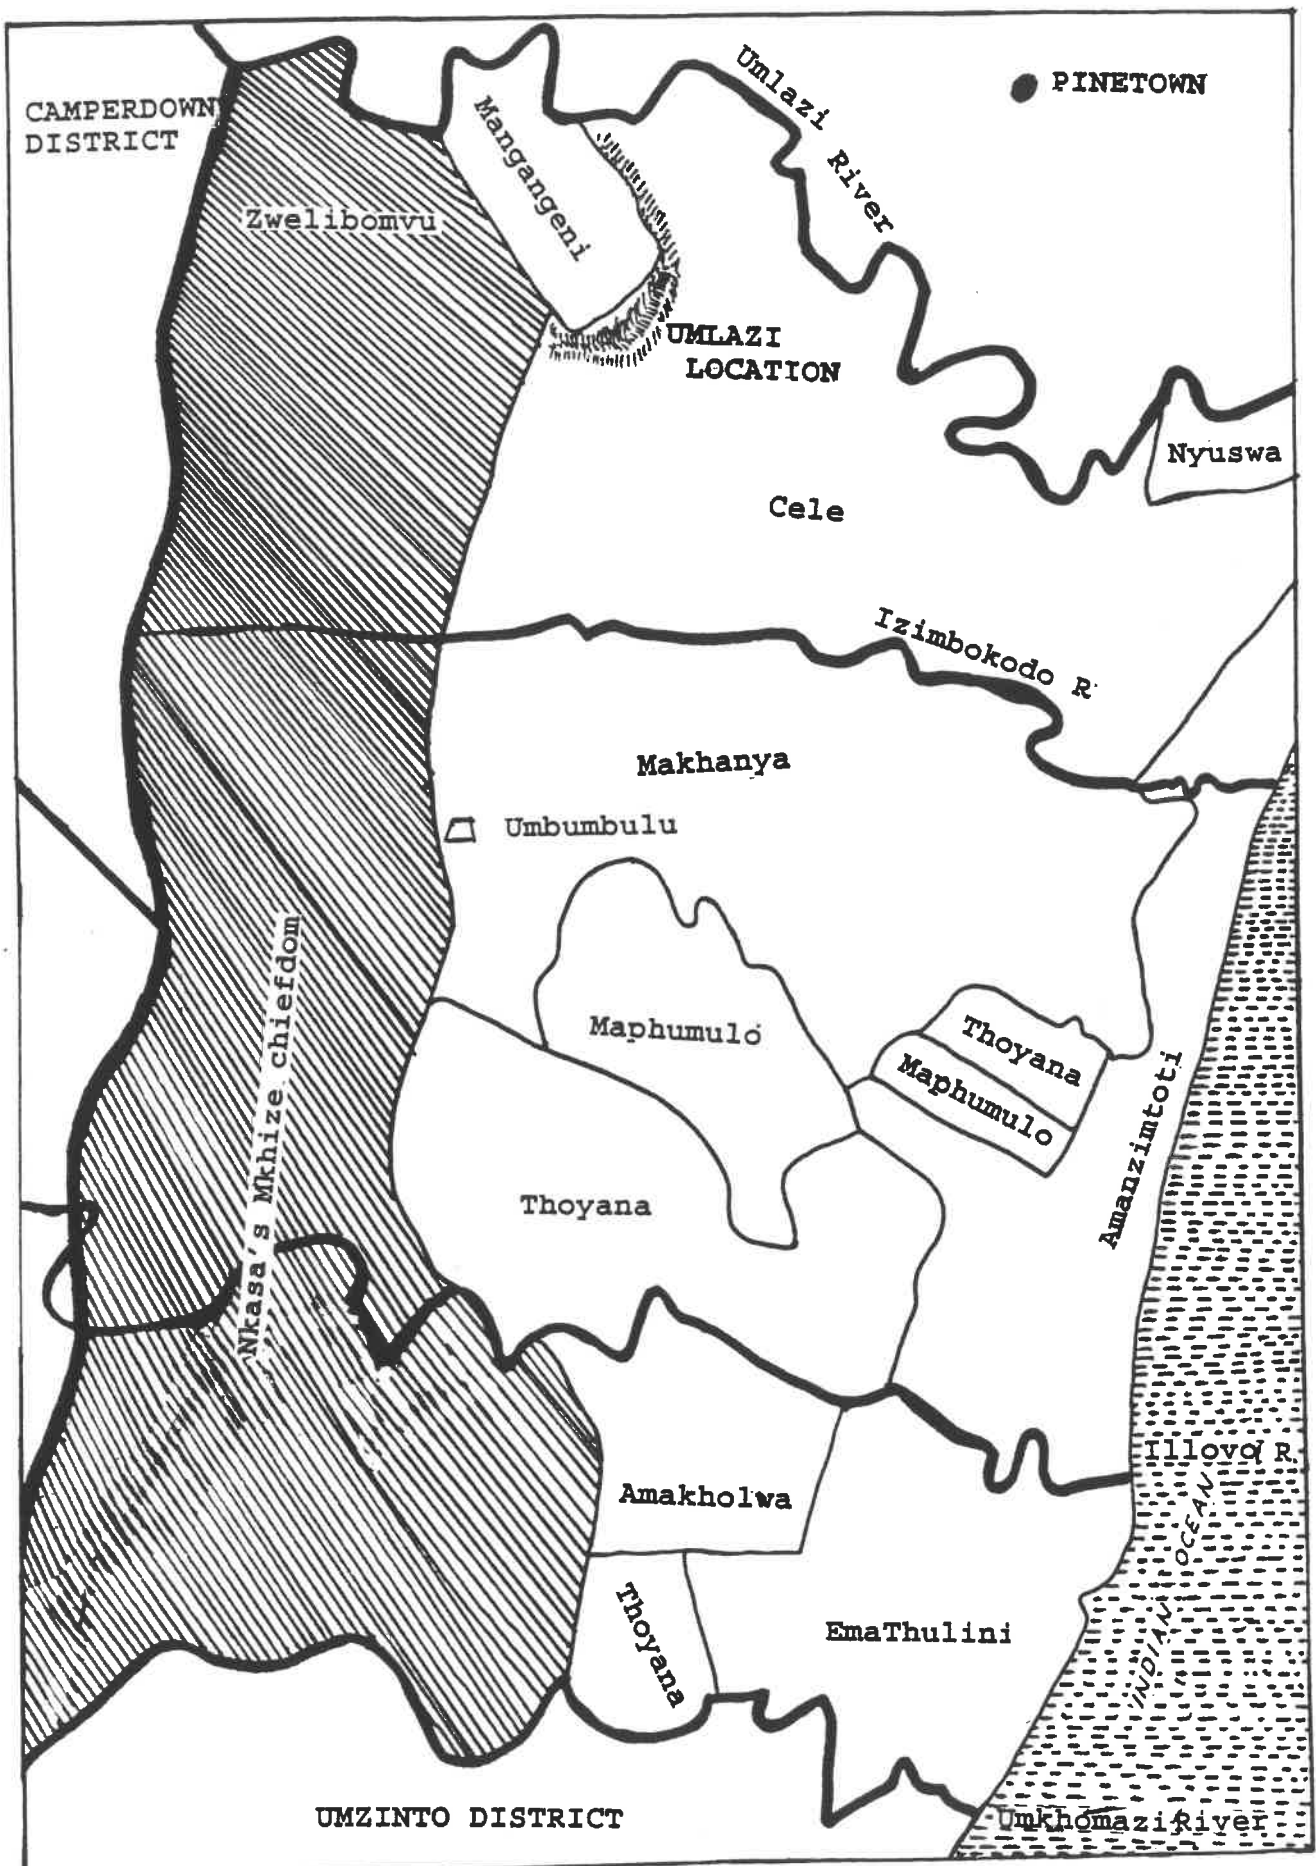 Umlazi River
PINETOWN
CAMPERDOWN
DISTRICT
Mangangeni
Zwelibomvu
UMLAZI
LOCATION
Nyuswa
Cele
Izimbokodo R
Makhanya
Umbumbulu
Nkasa's Mkhize chiefdom
Maphumulo
Thoyana
Maphumulo
Amanzimtoti
Thoyana
Illovo R.
INDIAN OCEAN
Amakholwa
Thoyana
EmaThulini
UMZINTO DISTRICT
Umkhomazi River